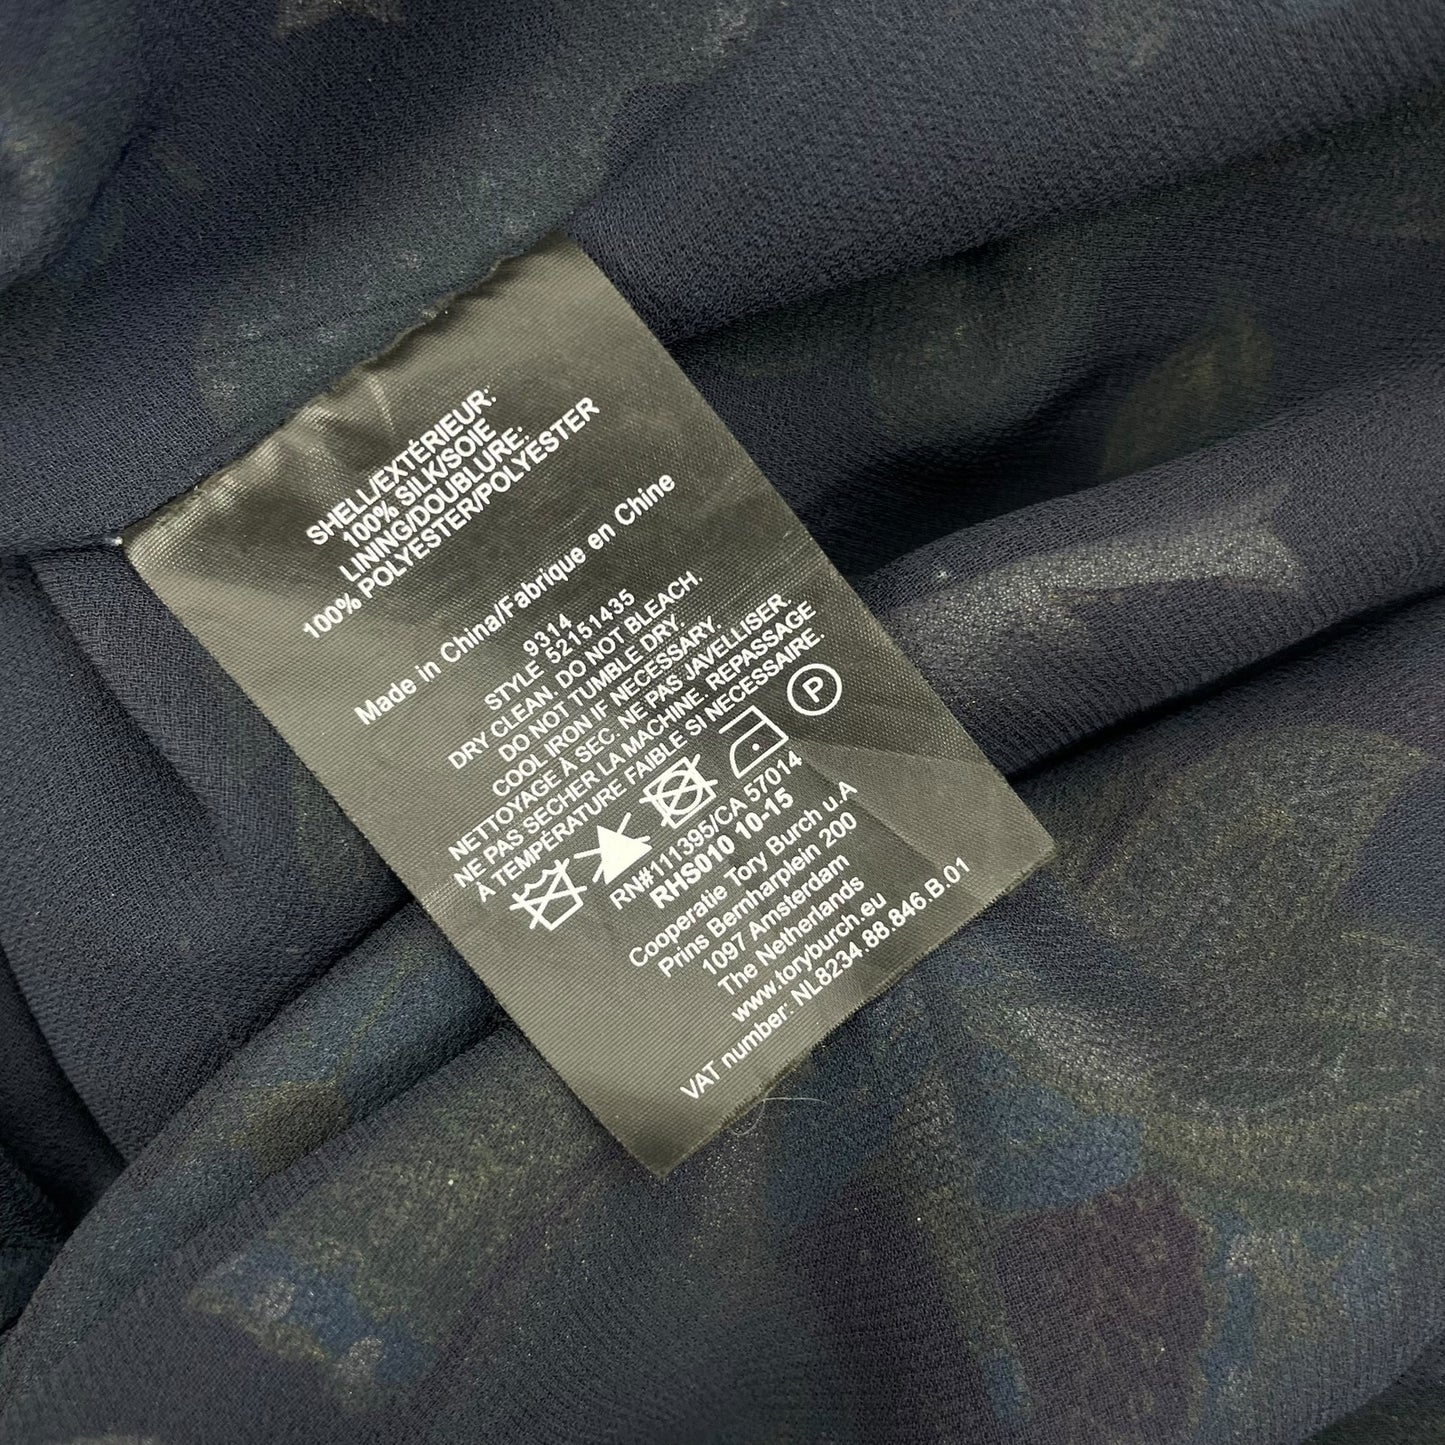 SHELL/EXTÉRIEUR:
100% SILK/SOIE
LINING/DOUBLURE:
100% POLYESTER/POLYESTER
Made in China/Fabrique en Chine
9314
STYLE 52151435
DRY CLEAN. DO NOT BLEACH.
DO NOT TUMBLE DRY.
COOL IRON IF NECESSARY.
NETTOYAGE À SEC. NE PAS JAVELLISER.
NE PAS SECHER LA MACHINE. REPASSAGE
À TEMPÉRATURE FAIBLE SI NECESSAIRE.
P
RN#111395/CA 57014
RHS010 10-15
Cooperatie Tory Burch u.A
Prins Bernharplein 200
1097 Amsterdam
The Netherlands
www.toryburch.eu
VAT number: NL8234.88.846.B.01